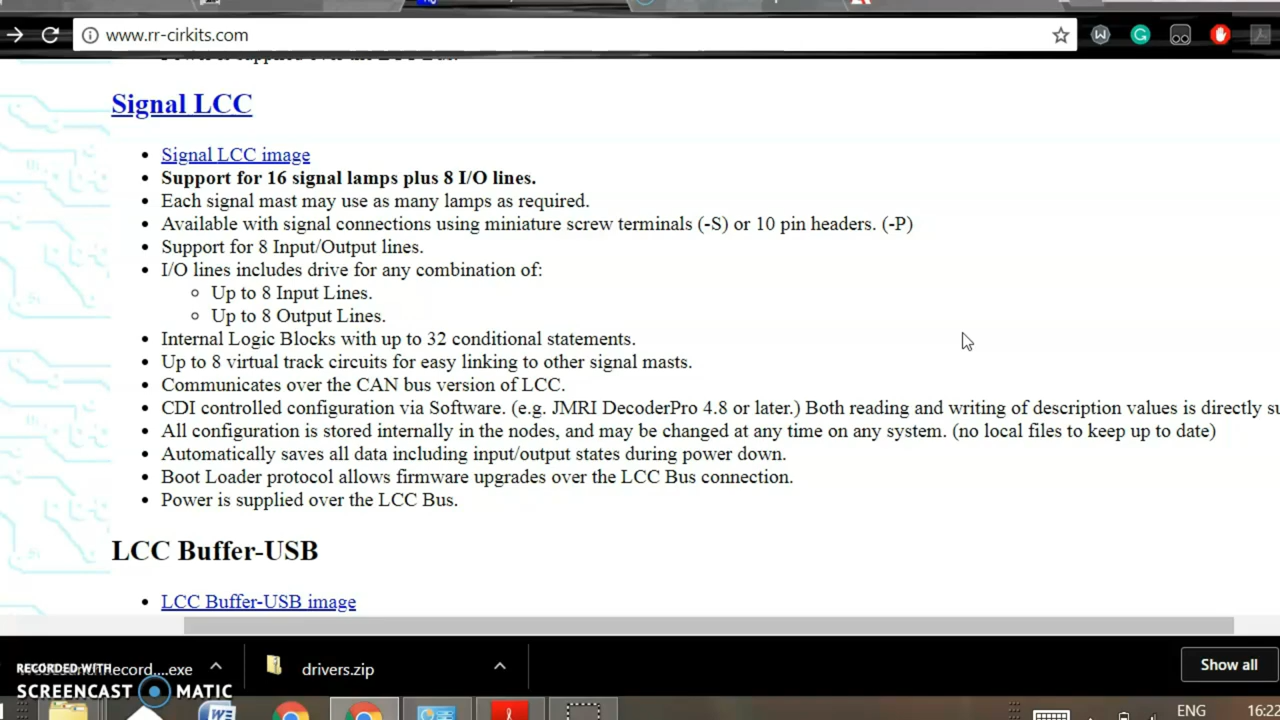 www.rr-cirkits.com
Signal LCC
Signal LCC image
Support for 16 signal lamps plus 8 I/O lines.
Each signal mast may use as many lamps as required.
Available with signal connections using miniature screw terminals (-S) or 10 pin headers. (-P)
Support for 8 Input/Output lines.
I/O lines includes drive for any combination of:
Up to 8 Input Lines.
Up to 8 Output Lines.
Internal Logic Blocks with up to 32 conditional statements.
Up to 8 virtual track circuits for easy linking to other signal masts.
Communicates over the CAN bus version of LCC.
CDI controlled configuration via Software. (e.g. JMRI DecoderPro 4.8 or later.) Both reading and writing of description values is directly su
All configuration is stored internally in the nodes, and may be changed at any time on any system. (no local files to keep up to date)
Automatically saves all data including input/output states during power down.
Boot Loader protocol allows firmware upgrades over the LCC Bus connection.
Power is supplied over the LCC Bus.
LCC Buffer-USB
LCC Buffer-USB image
RECORDED WITH
SCREENCAST MATIC
drivers.zip
Show all
ENG
16:22